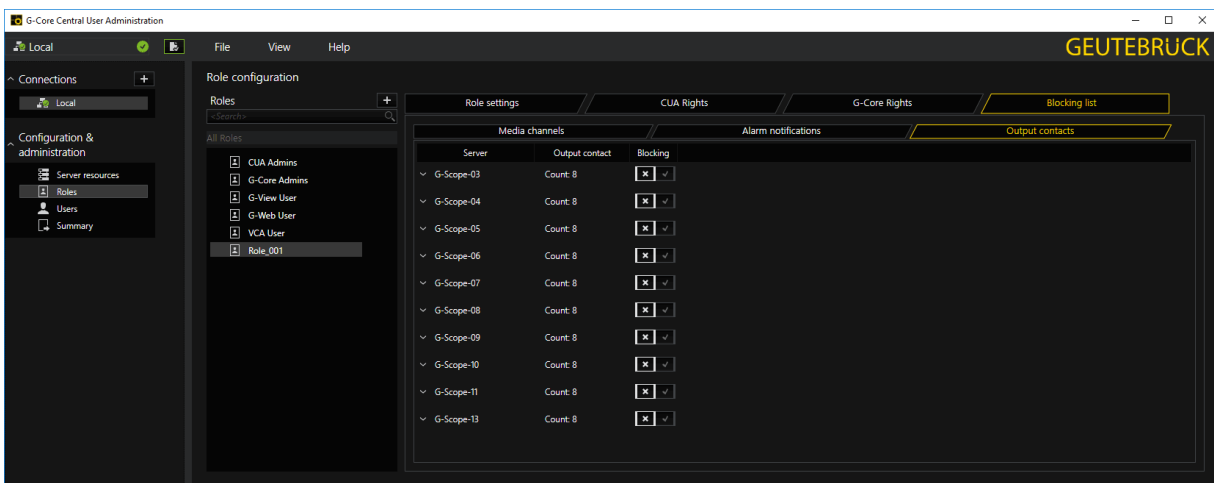 G-Core Central User Administration
Local
File View Help
GEUTEBRÜCK
Connections
Local
Configuration & administration
Server resources
Roles
Users
Summary
Role configuration
Roles
<Search>
All Roles
CUA Admins
G-Core Admins
G-View User
G-Web User
VCA User
Role_001
Role settings CUA Rights G-Core Rights Blocking list
Media channels Alarm notifications Output contacts
Server Output contact Blocking
G-Scope-03 Count: 8
G-Scope-04 Count: 8
G-Scope-05 Count: 8
G-Scope-06 Count: 8
G-Scope-07 Count: 8
G-Scope-08 Count: 8
G-Scope-09 Count: 8
G-Scope-10 Count: 8
G-Scope-11 Count: 8
G-Scope-13 Count: 8